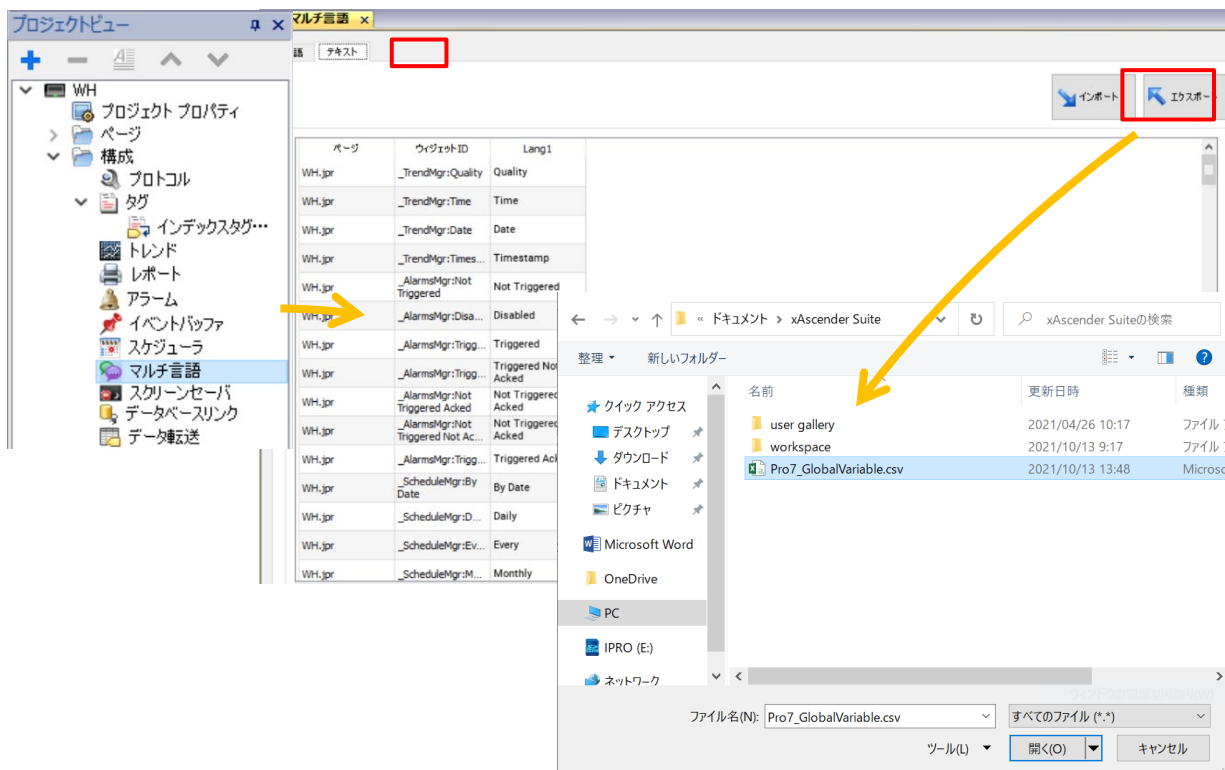 プロジェクトビュー
WH
プロジェクト プロパティ
ページ
構成
プロトコル
タグ
インデックスタグ…
トレンド
レポート
アラーム
イベントバッファ
スケジューラ
マルチ言語
スクリーンセーバ
データベースリンク
データ転送
マルチ言語
語 テキスト
インポート エクスポート
ページ ウィジェットID Lang1
WH.jpr _TrendMgr:Quality Quality
WH.jpr _TrendMgr:Time Time
WH.jpr _TrendMgr:Date Date
WH.jpr _TrendMgr:Times... Timestamp
WH.jpr _AlarmsMgr:Not Triggered Not Triggered
WH.jpr _AlarmsMgr:Disa... Disabled
WH.jpr _AlarmsMgr:Trigg... Triggered
WH.jpr _AlarmsMgr:Trigg... Triggered Not Acked
WH.jpr _AlarmsMgr:Not Triggered Acked Not Triggered Acked
WH.jpr _AlarmsMgr:Not Triggered Not Ac... Not Triggered Acked
WH.jpr _AlarmsMgr:Trigg... Triggered Ack
WH.jpr _ScheduleMgr:By Date By Date
WH.jpr _ScheduleMgr:D... Daily
WH.jpr _ScheduleMgr:Ev... Every
WH.jpr _ScheduleMgr:M... Monthly
« ドキュメント › xAscender Suite
xAscender Suiteの検索
整理 新しいフォルダー
クイック アクセス
デスクトップ
ダウンロード
ドキュメント
ピクチャ
Microsoft Word
OneDrive
PC
IPRO (E:)
ネットワーク
名前 更新日時 種類
user gallery 2021/04/26 10:17 ファイル
workspace 2021/10/13 9:17 ファイル
Pro7_GlobalVariable.csv 2021/10/13 13:48 Microso
ファイル名(N): Pro7_GlobalVariable.csv すべてのファイル (*.*)
ツール(L) 開く(O) キャンセル